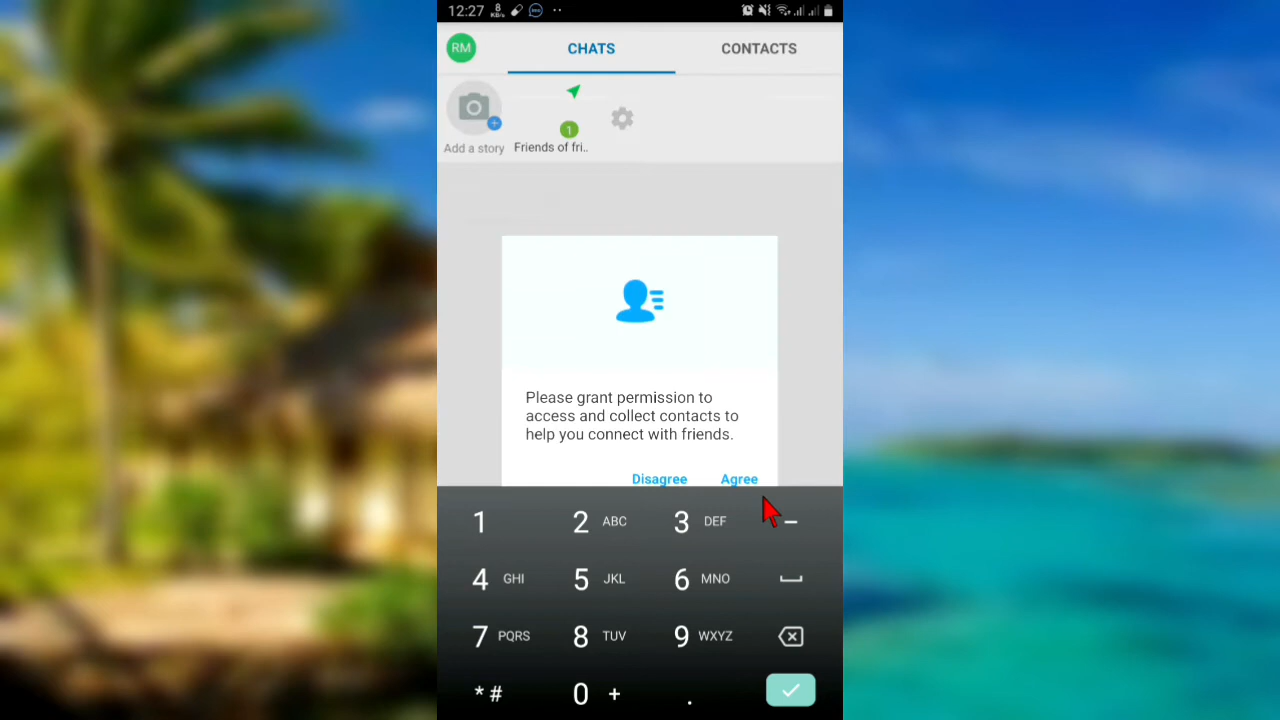 12:27 8 KB/s
RM CHATS CONTACTS
1
Add a story Friends of fri..
Please grant permission to
access and collect contacts to
help you connect with friends.
Disagree Agree
1 2 ABC 3 DEF –
4 GHI 5 JKL 6 MNO
7 PQRS 8 TUV 9 WXYZ
*# 0 + .